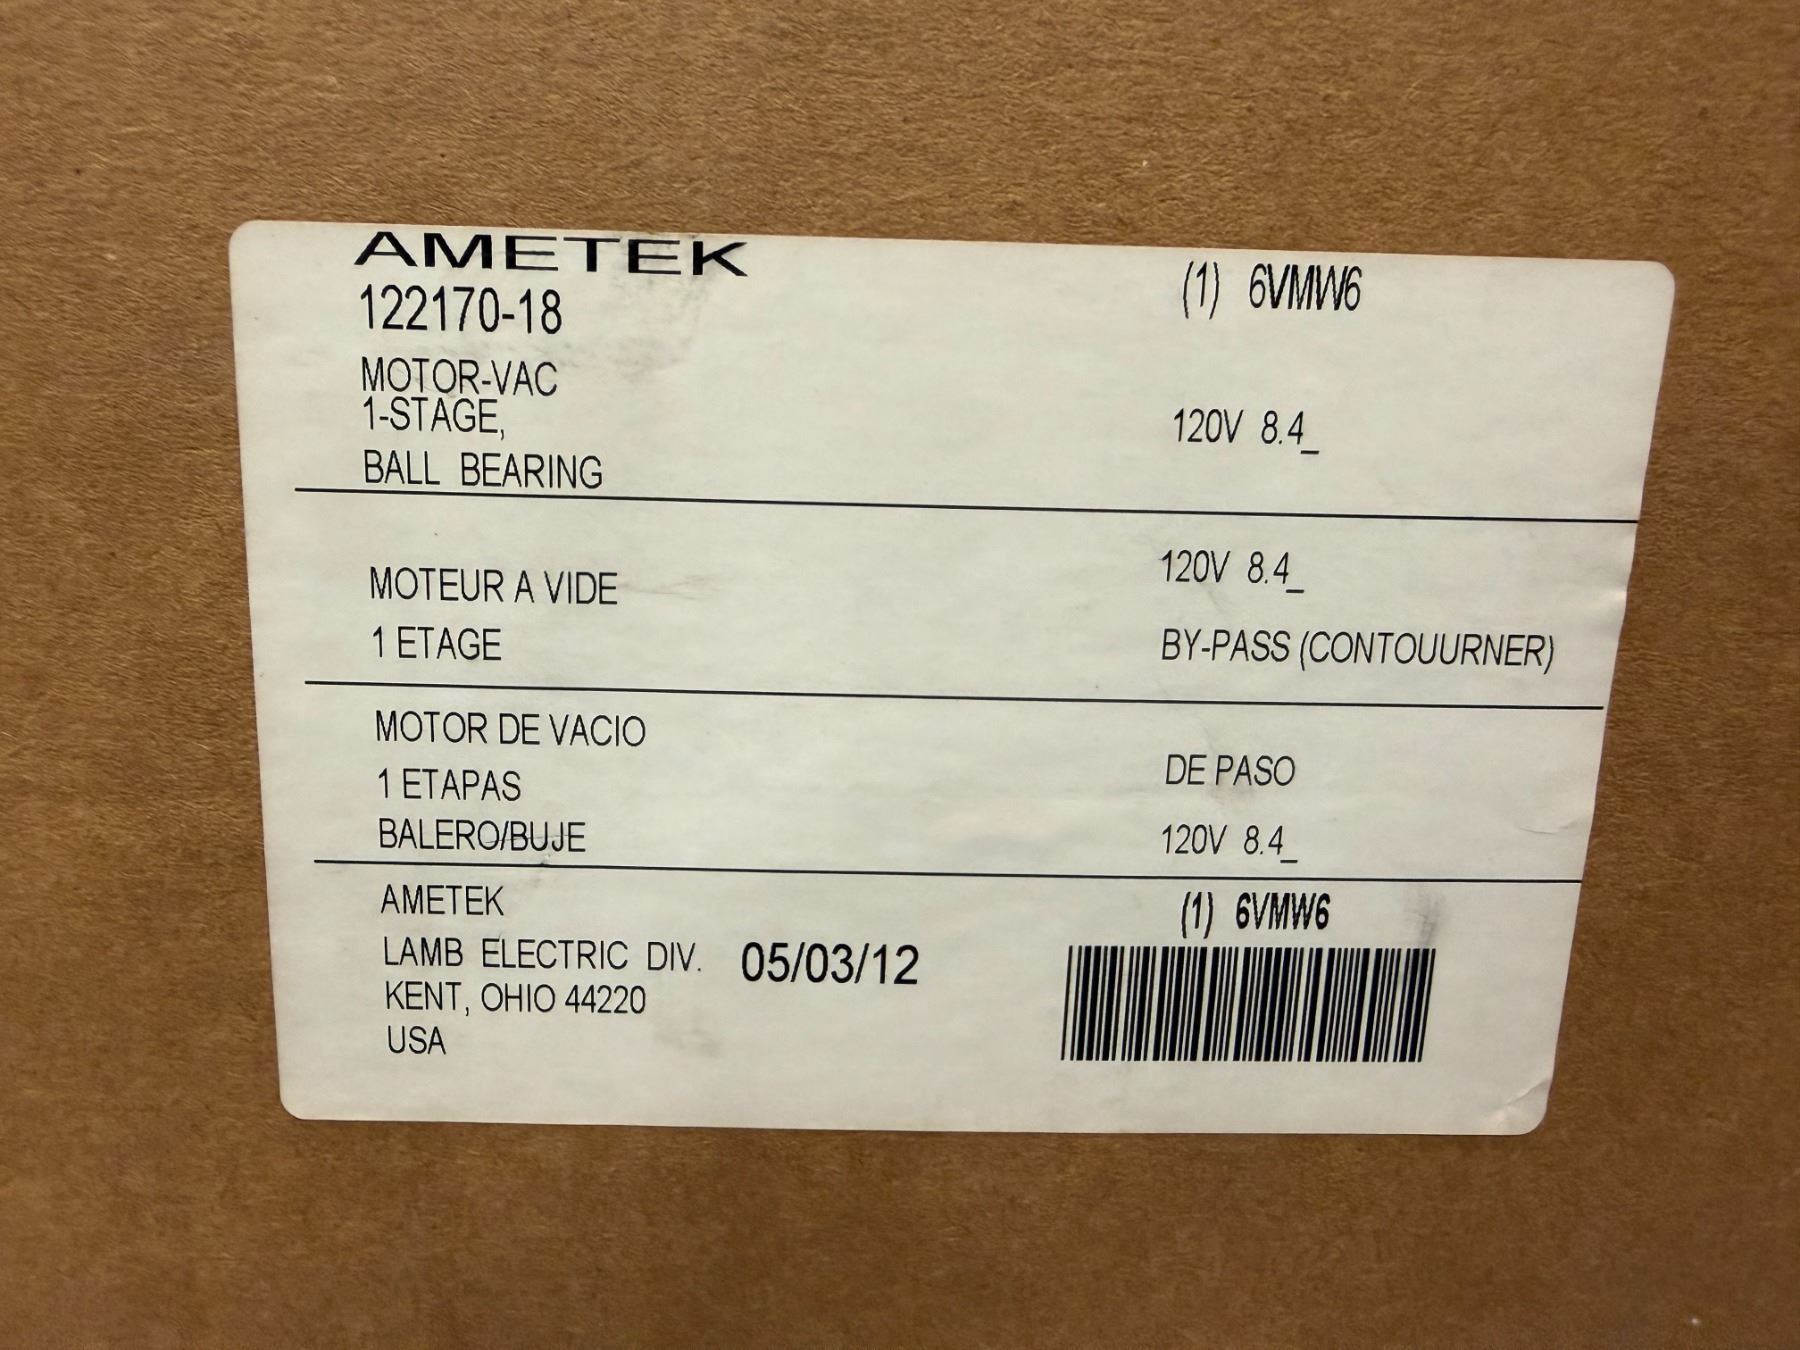 AMETEK
(1) 6VMW6
122170-18
MOTOR-VAC
1-STAGE,
120V 8.4_
BALL BEARING
120V 8.4_
MOTEUR A VIDE
1 ETAGE
BY-PASS (CONTOUURNER)
MOTOR DE VACIO
DE PASO
1 ETAPAS
BALERO/BUJE
120V 8.4_
AMETEK
(1) 6VMW6
LAMB ELECTRIC DIV. 05/03/12
KENT, OHIO 44220
USA